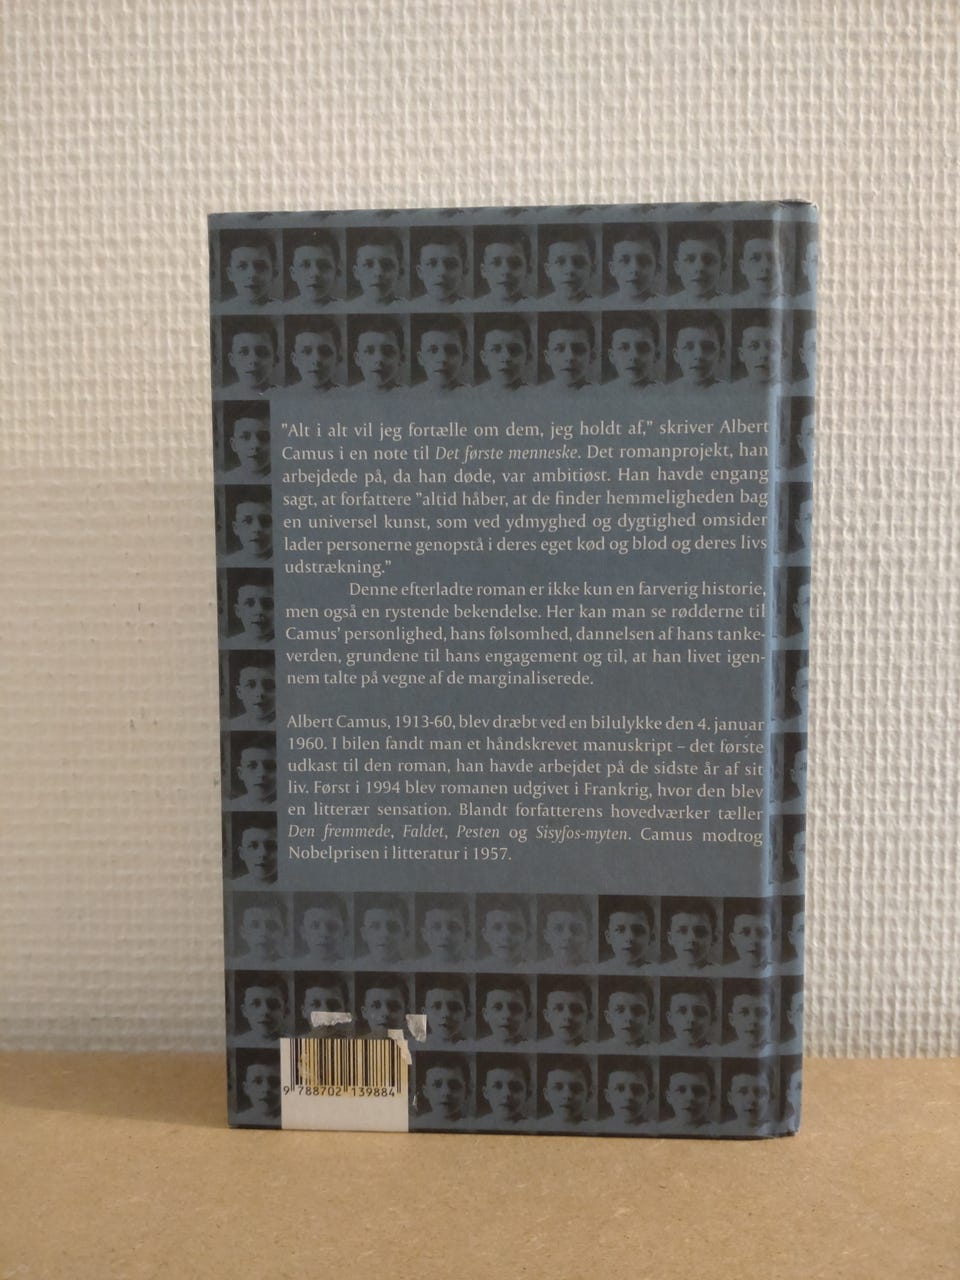 "Alt i alt vil jeg fortælle om dem, jeg holdt af," skriver Albert
Camus i en note til Det første menneske. Det romanprojekt, han
arbejdede på, da han døde, var ambitiøst. Han havde engang
sagt, at forfattere "altid håber, at de finder hemmeligheden bag
en universel kunst, som ved ydmyghed og dygtighed omsider
lader personerne genopstå i deres eget kød og blod og deres livs
udstrækning."
Denne efterladte roman er ikke kun en farverig historie,
men også en rystende bekendelse. Her kan man se rødderne til
Camus' personlighed, hans følsomhed, dannelsen af hans tanke-
verden, grundene til hans engagement og til, at han livet igen-
nem talte på vegne af de marginaliserede.
Albert Camus, 1913-60, blev dræbt ved en bilulykke den 4. januar
1960. I bilen fandt man et håndskrevet manuskript – det første
udkast til den roman, han havde arbejdet på de sidste år af sit
liv. Først i 1994 blev romanen udgivet i Frankrig, hvor den blev
en litterær sensation. Blandt forfatterens hovedværker tæller
Den fremmede, Faldet, Pesten og Sisyfos-myten. Camus modtog
Nobelprisen i litteratur i 1957.
9 788702 139884